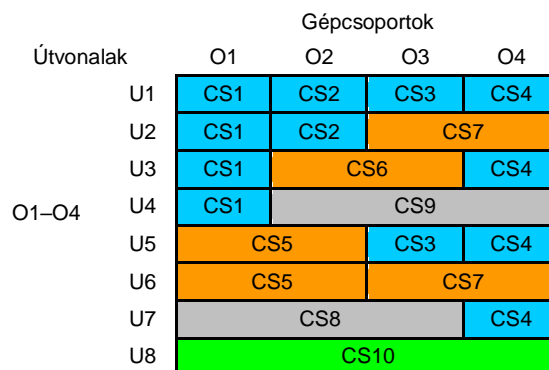 Gépcsoportok
Útvonalak O1 O2 O3 O4
U1 CS1 CS2 CS3 CS4
U2 CS1 CS2 CS7
U3 CS1 CS6 CS4
O1–O4 U4 CS1 CS9
U5 CS5 CS3 CS4
U6 CS5 CS7
U7 CS8 CS4
U8 CS10